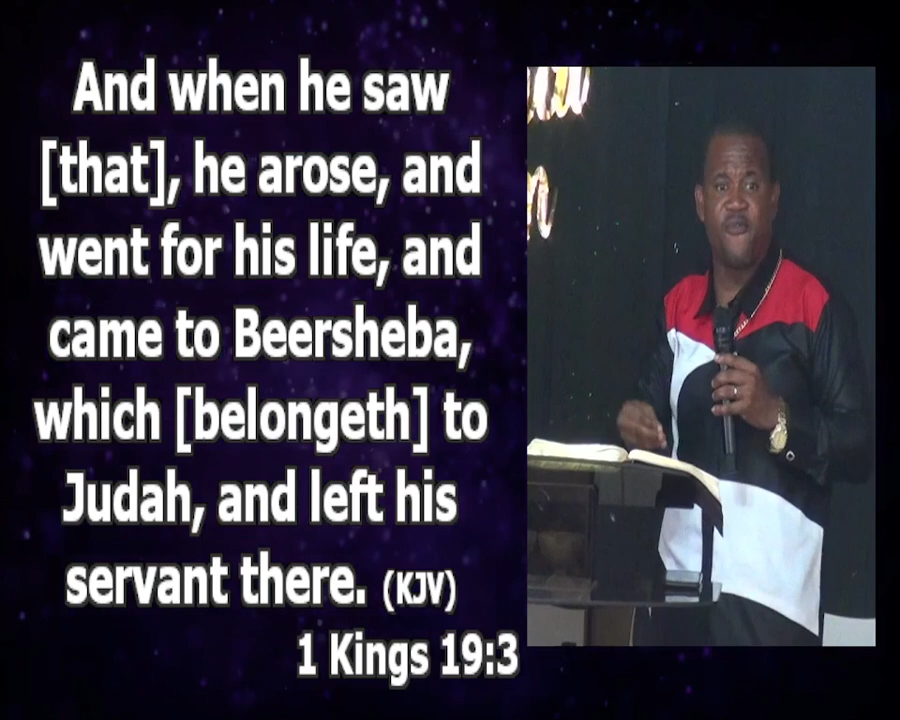 And when he saw
[that], he arose, and
went for his life, and
came to Beersheba,
which [belongeth] to
Judah, and left his
servant there. (KJV)
1 Kings 19:3